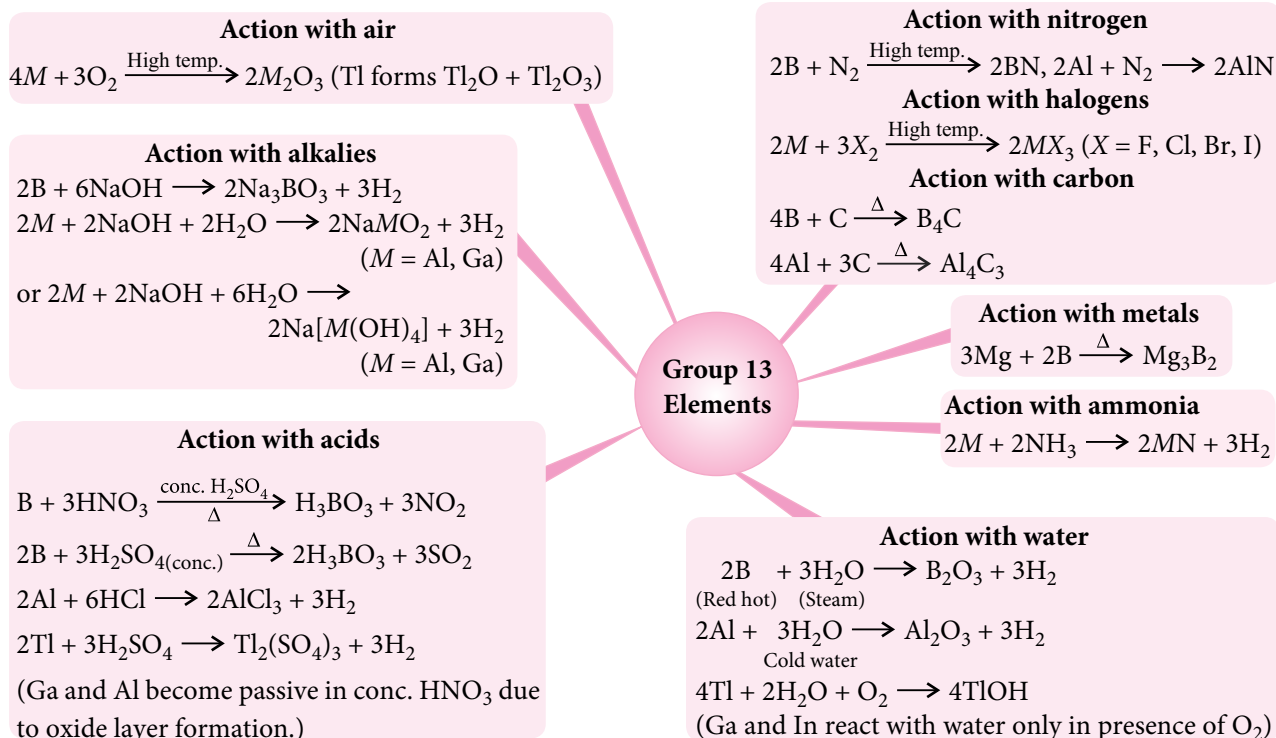 Action with air
4M + 3O₂ —High temp.→ 2M₂O₃ (Tl forms Tl₂O + Tl₂O₃)
Action with alkalies
2B + 6NaOH ⟶ 2Na₃BO₃ + 3H₂
2M + 2NaOH + 2H₂O ⟶ 2NaMO₂ + 3H₂
(M = Al, Ga)
or 2M + 2NaOH + 6H₂O ⟶
2Na[M(OH)₄] + 3H₂
(M = Al, Ga)
Action with acids
B + 3HNO₃ —conc. H₂SO₄/Δ→ H₃BO₃ + 3NO₂
2B + 3H₂SO₄(conc.) —Δ→ 2H₃BO₃ + 3SO₂
2Al + 6HCl ⟶ 2AlCl₃ + 3H₂
2Tl + 3H₂SO₄ ⟶ Tl₂(SO₄)₃ + 3H₂
(Ga and Al become passive in conc. HNO₃ due
to oxide layer formation.)
Group 13
Elements
Action with nitrogen
2B + N₂ —High temp.→ 2BN, 2Al + N₂ ⟶ 2AlN
Action with halogens
2M + 3X₂ —High temp.→ 2MX₃ (X = F, Cl, Br, I)
Action with carbon
4B + C —Δ→ B₄C
4Al + 3C —Δ→ Al₄C₃
Action with metals
3Mg + 2B —Δ→ Mg₃B₂
Action with ammonia
2M + 2NH₃ ⟶ 2MN + 3H₂
Action with water
2B + 3H₂O ⟶ B₂O₃ + 3H₂
(Red hot) (Steam)
2Al + 3H₂O ⟶ Al₂O₃ + 3H₂
Cold water
4Tl + 2H₂O + O₂ ⟶ 4TlOH
(Ga and In react with water only in presence of O₂)